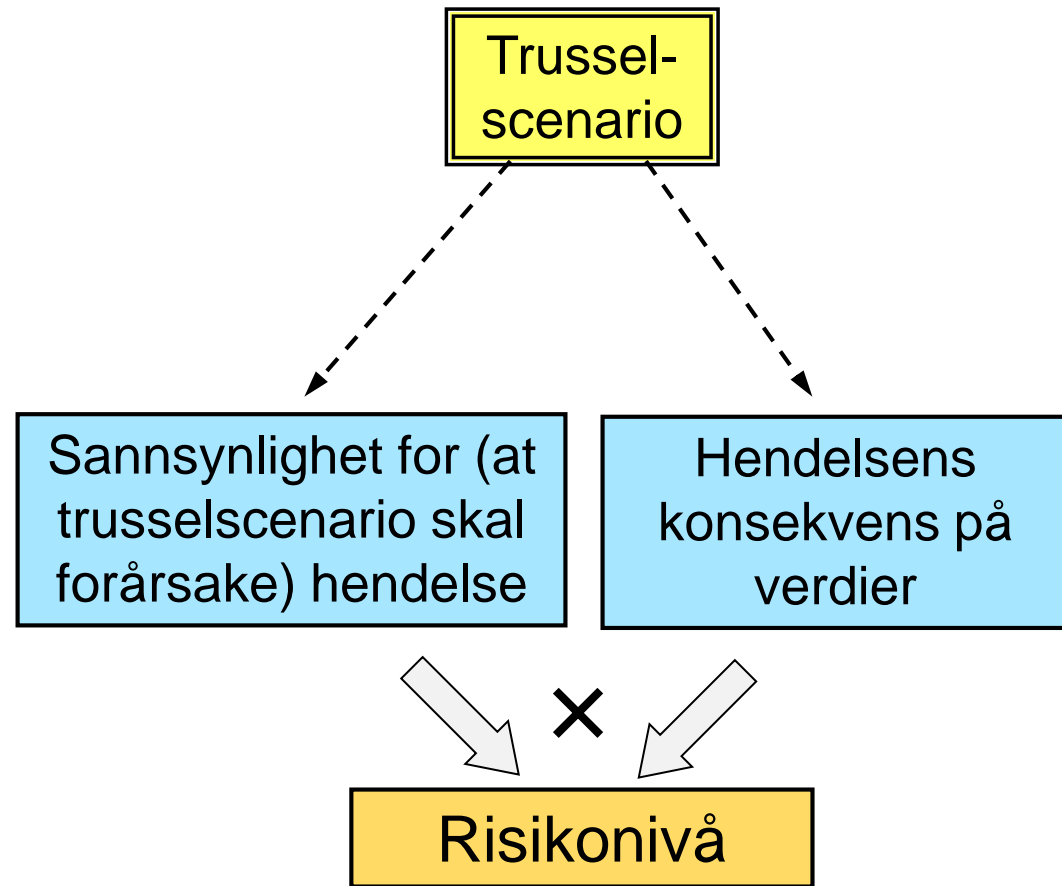 Trussel-
scenario
Sannsynlighet for (at
trusselscenario skal
forårsake) hendelse
Hendelsens
konsekvens på
verdier
×
Risikonivå